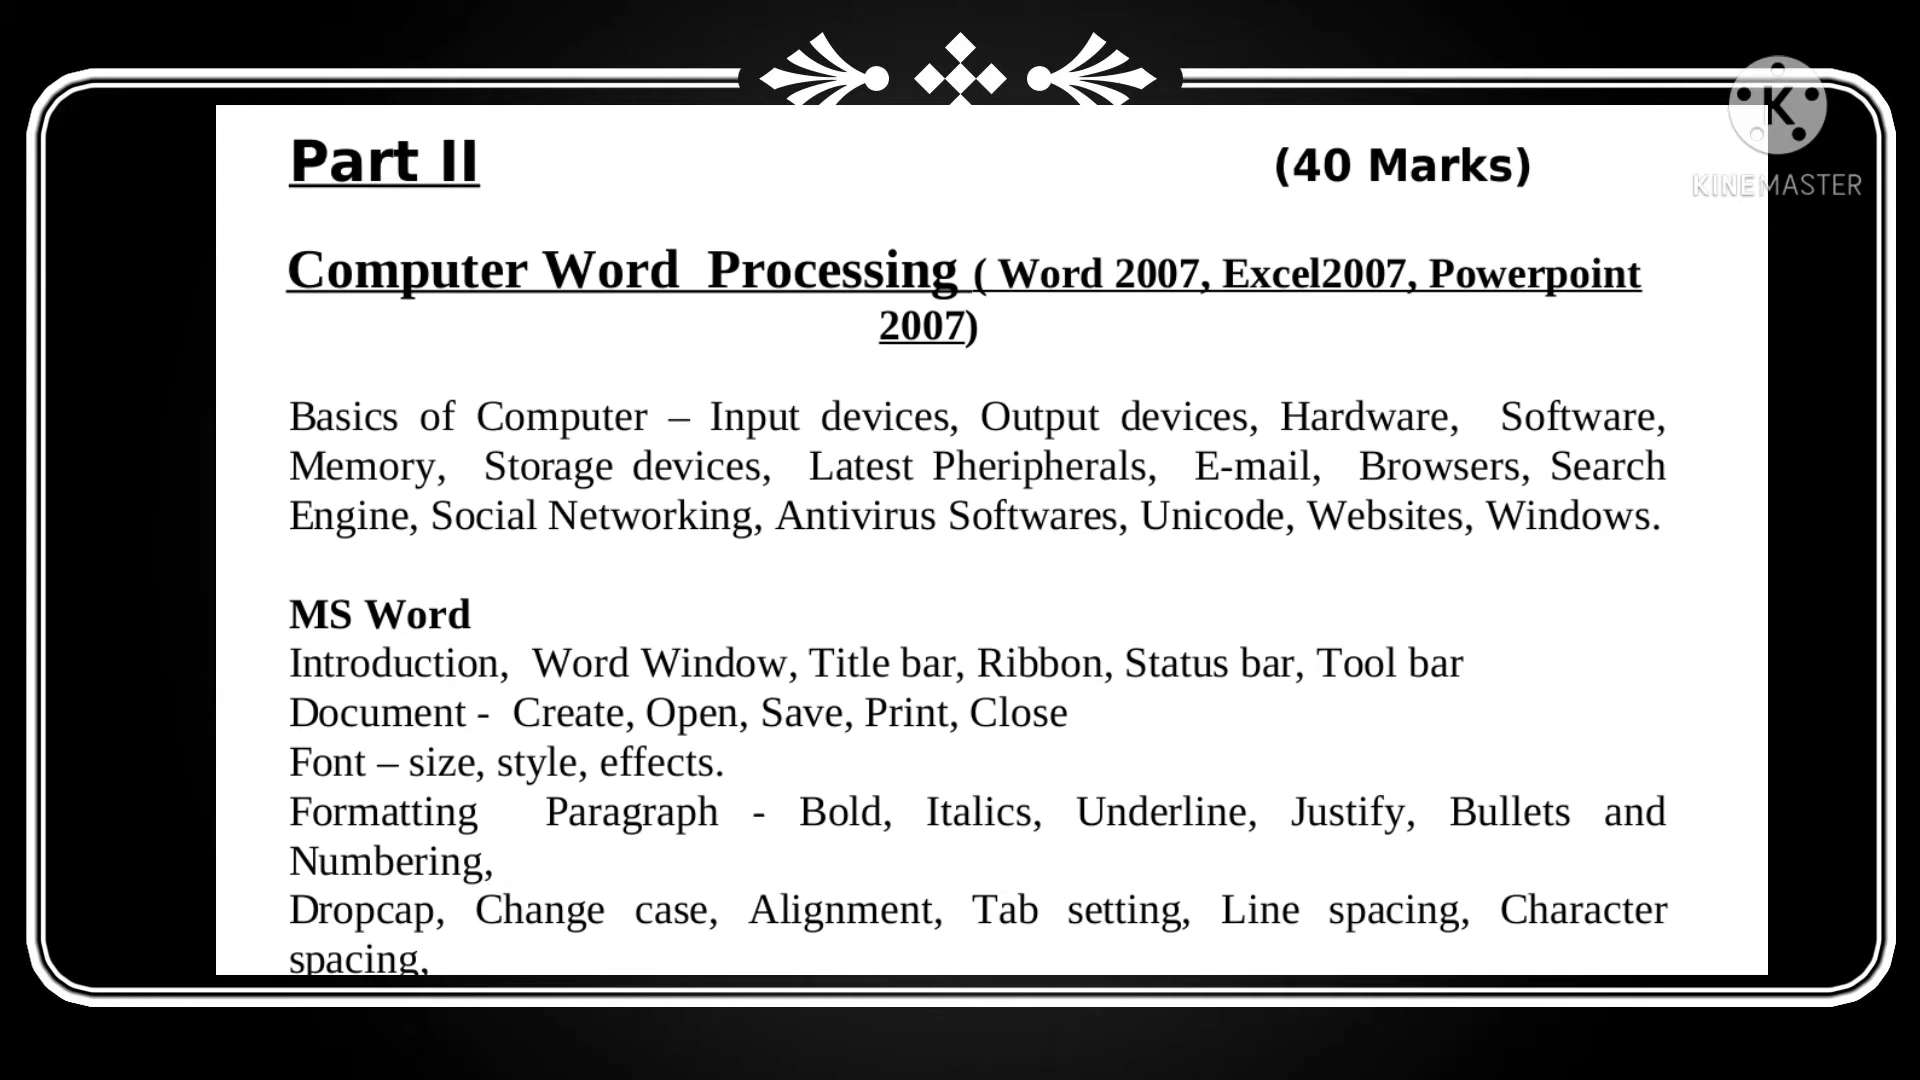 Part II (40 Marks)
KINEMASTER
Computer Word Processing ( Word 2007, Excel2007, Powerpoint
2007)
Basics of Computer – Input devices, Output devices, Hardware, Software,
Memory, Storage devices, Latest Pheripherals, E-mail, Browsers, Search
Engine, Social Networking, Antivirus Softwares, Unicode, Websites, Windows.
MS Word
Introduction, Word Window, Title bar, Ribbon, Status bar, Tool bar
Document - Create, Open, Save, Print, Close
Font – size, style, effects.
Formatting Paragraph - Bold, Italics, Underline, Justify, Bullets and
Numbering,
Dropcap, Change case, Alignment, Tab setting, Line spacing, Character
spacing,